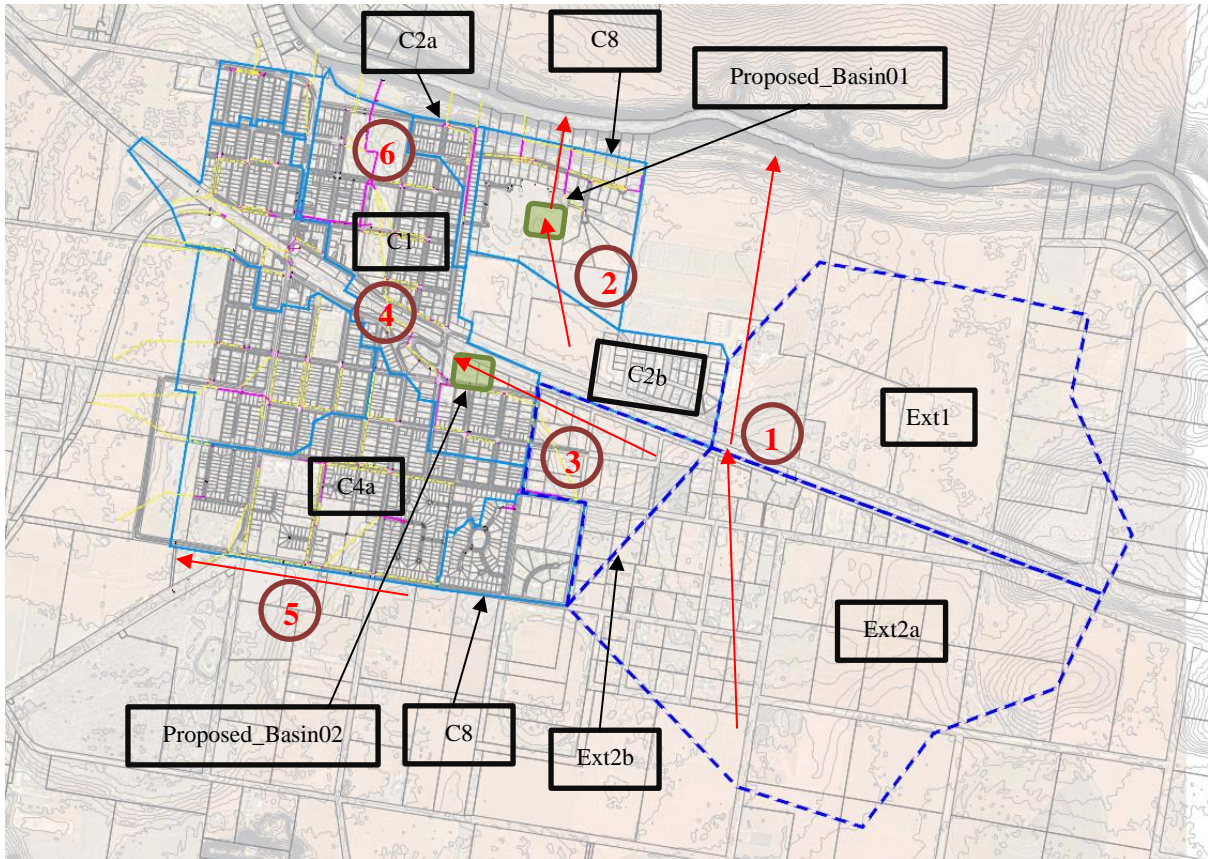 C2a
C8
Proposed_Basin01
6
C1
2
4
C2b
Ext1
1
3
C4a
5
Ext2a
Proposed_Basin02
C8
Ext2b